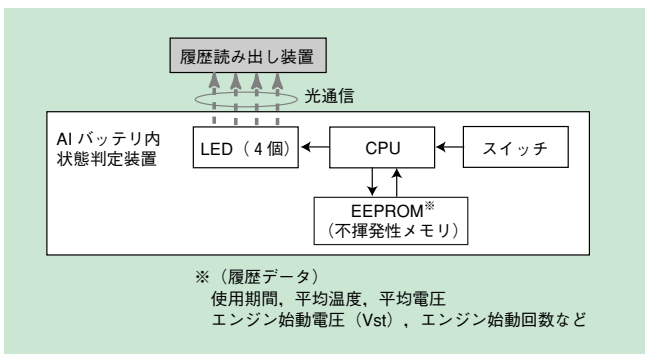 履歴読み出し装置
光通信
AI バッテリ内
状態判定装置
LED（4個）
CPU
スイッチ
EEPROM※
（不揮発性メモリ）
※（履歴データ）
使用期間，平均温度，平均電圧
エンジン始動電圧（Vst），エンジン始動回数など